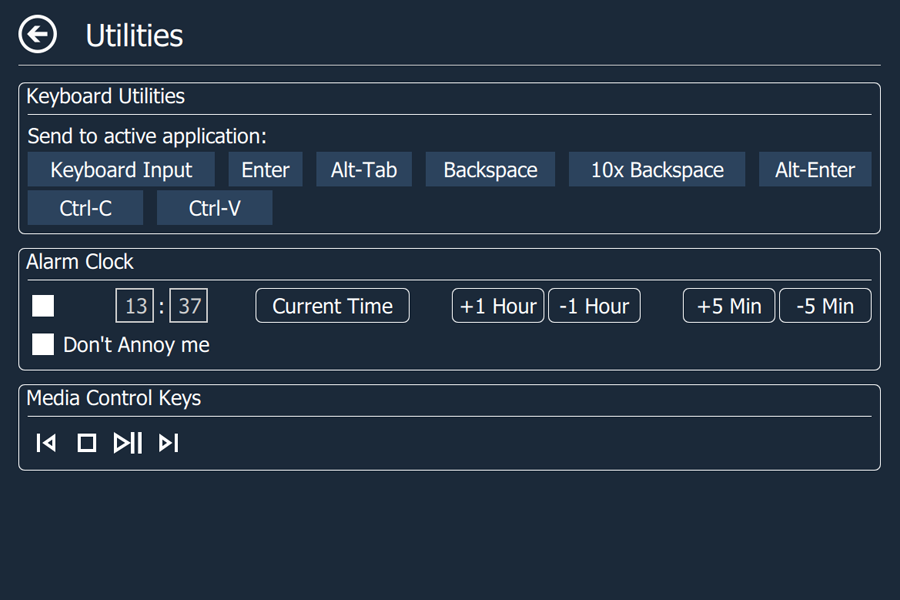 Utilities
Keyboard Utilities
Send to active application:
Keyboard Input Enter Alt-Tab Backspace 10x Backspace Alt-Enter
Ctrl-C Ctrl-V
Alarm Clock
13 : 37 Current Time +1 Hour -1 Hour +5 Min -5 Min
Don't Annoy me
Media Control Keys